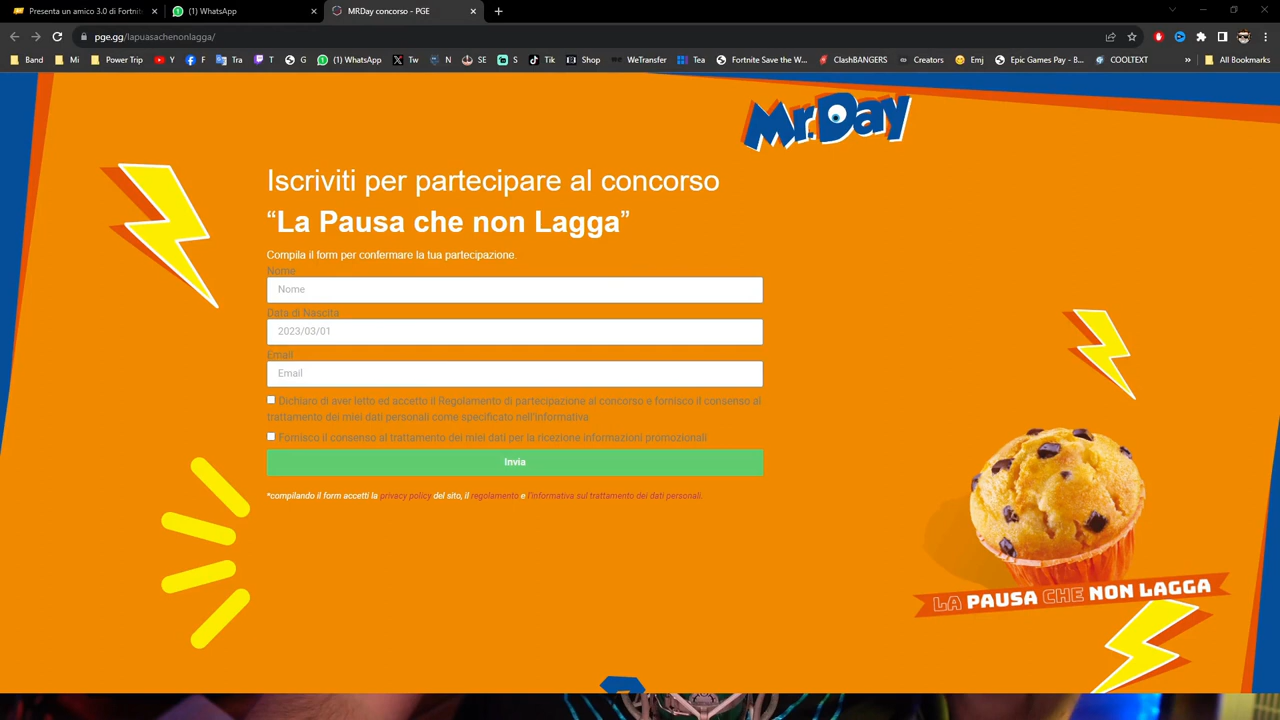 Presenta un amico 3.0 di Fortnite
(1) WhatsApp
MRDay concorso - PGE
pge.gg/lapuasachenonlagga/
Band
Mi
Power Trip
Y
F
Tra
T
G
(1) WhatsApp
Tw
N
SE
S
Tik
Shop
WeTransfer
Tea
Fortnite Save the W...
ClashBANGERS
Creators
Emj
Epic Games Pay - B...
COOLTEXT
»
All Bookmarks
Mr.Day
Iscriviti per partecipare al concorso
“La Pausa che non Lagga”
Compila il form per confermare la tua partecipazione.
Nome
Nome
Data di Nascita
2023/03/01
Email
Email
Dichiaro di aver letto ed accetto il Regolamento di partecipazione al concorso e fornisco il consenso al
trattamento dei miei dati personali come specificato nell'Informativa
Fornisco il consenso al trattamento dei miei dati per la ricezione informazioni promozionali
Invia
*compilando il form accetti la privacy policy del sito, il regolamento e l'informativa sul trattamento dei dati personali.
LA PAUSA CHE NON LAGGA